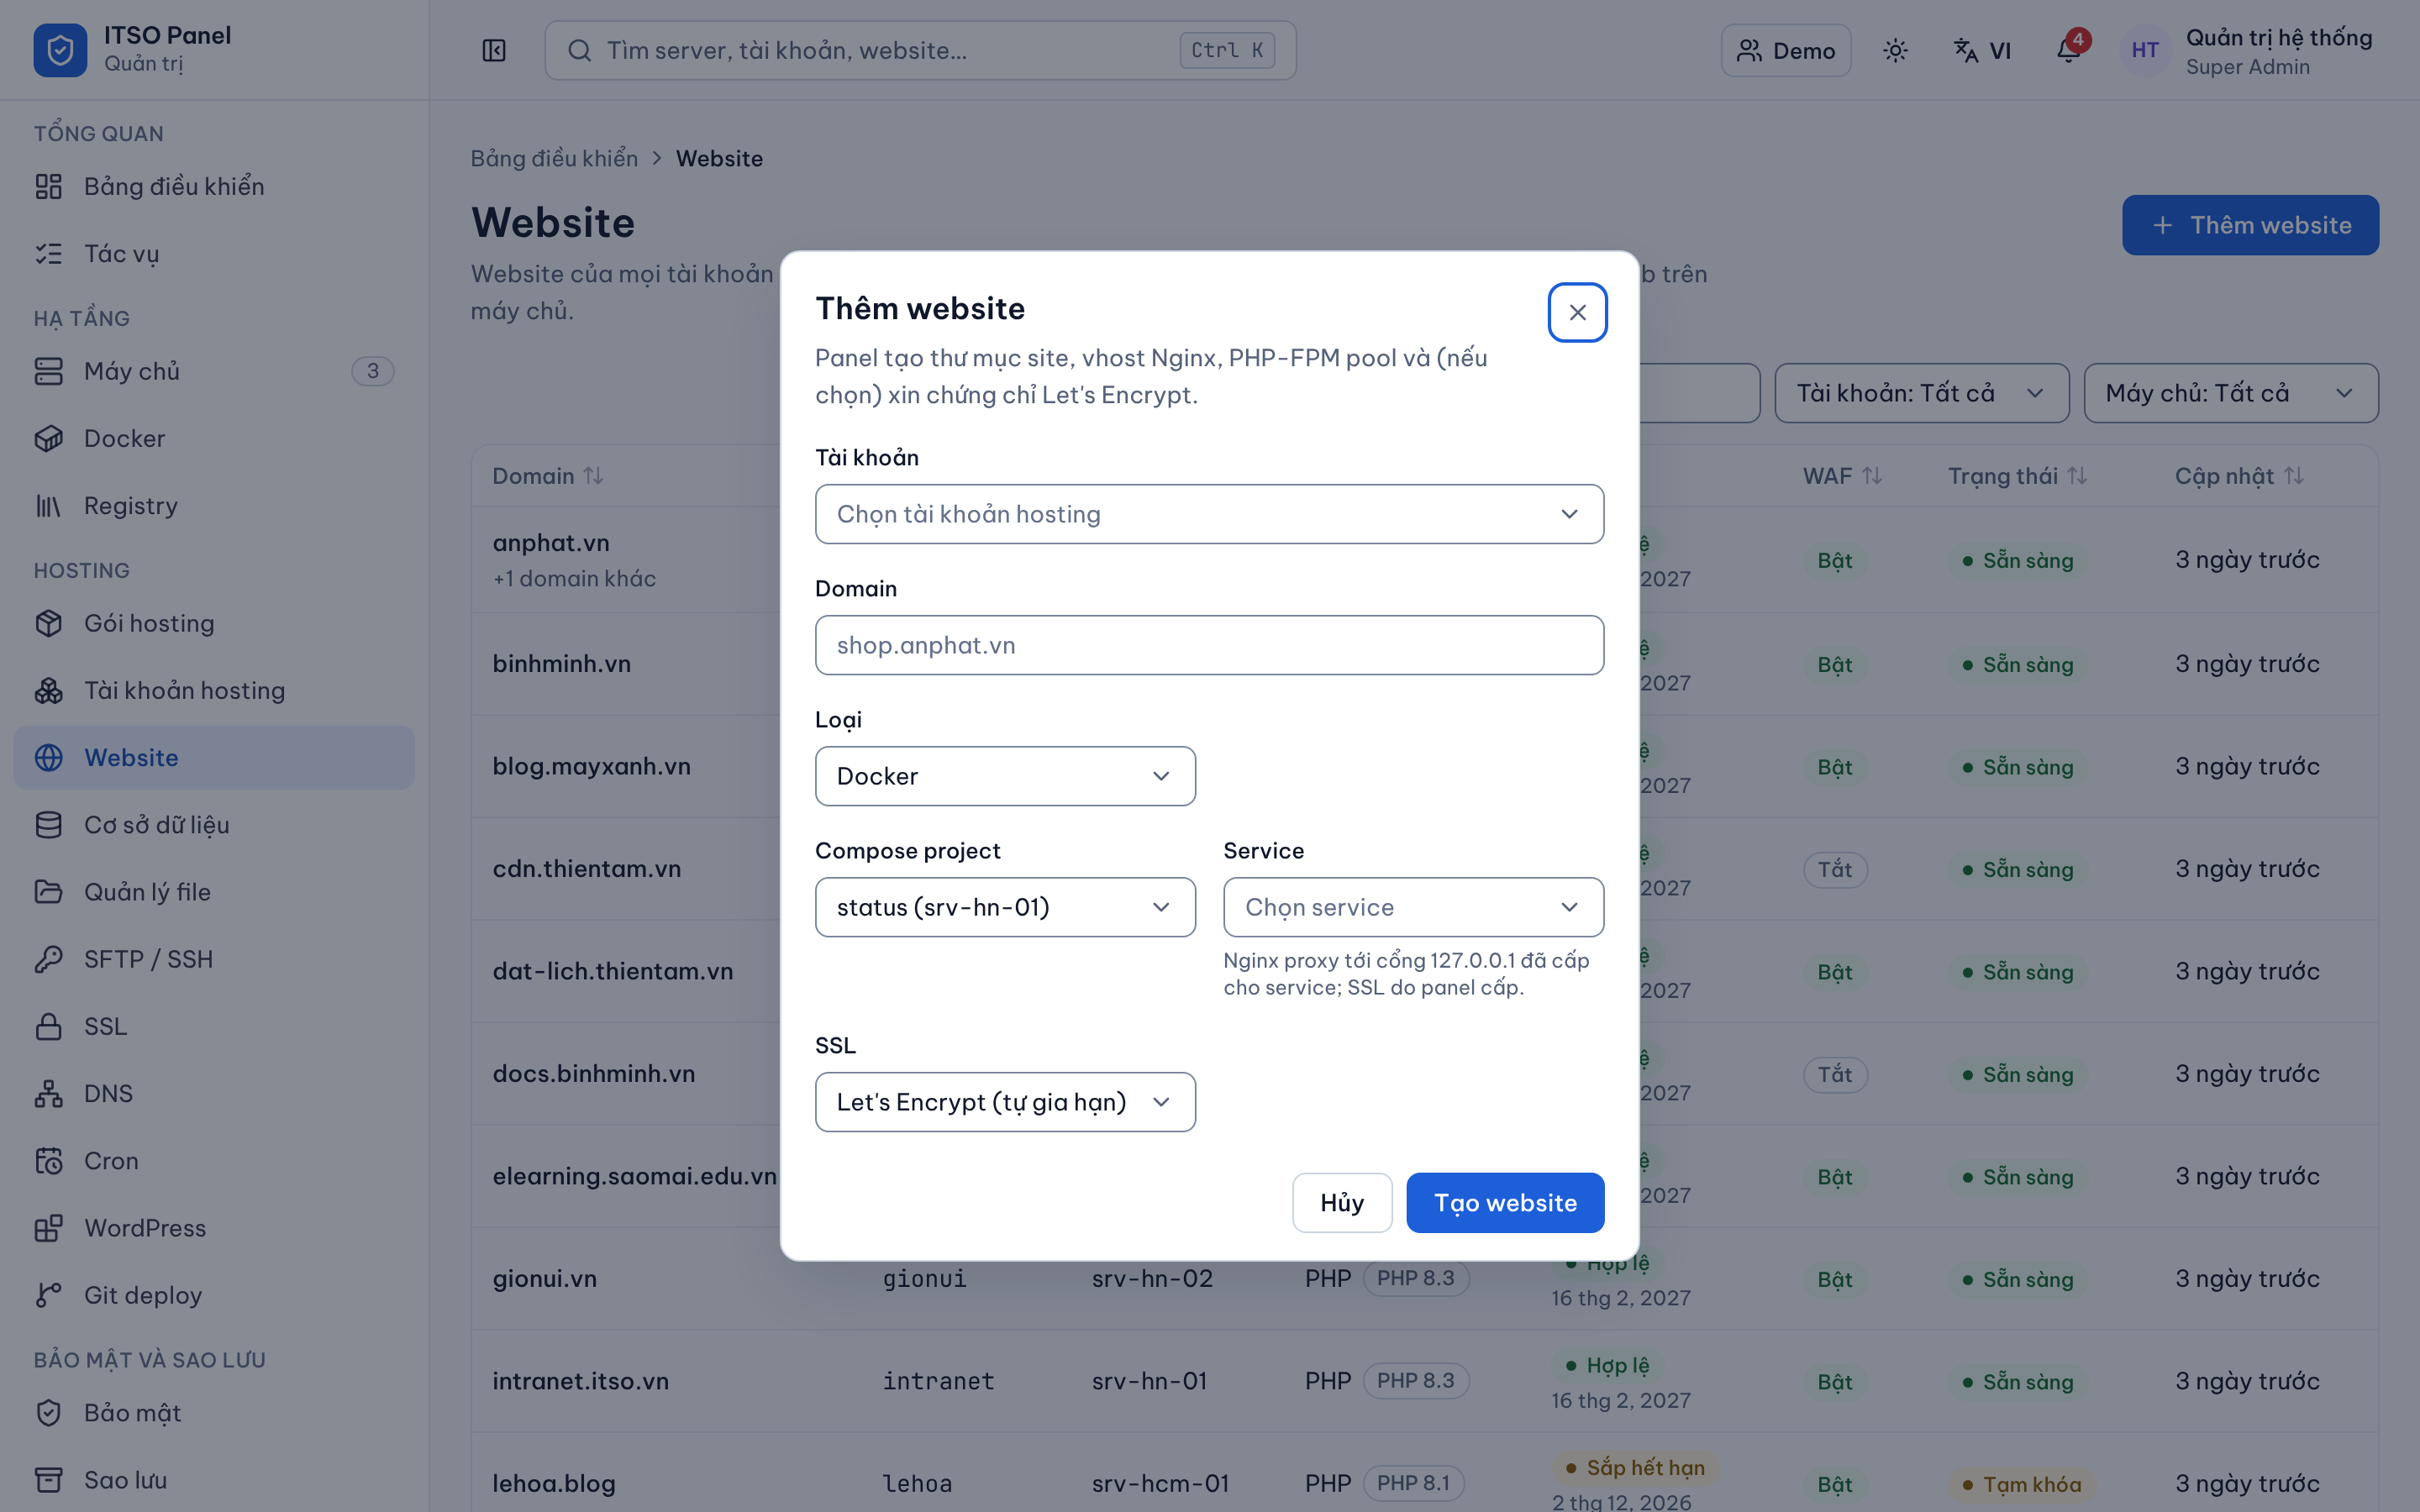 ITSO Panel
Quản trị
Tìm server, tài khoản, website...
Ctrl K
Demo
VI
4
HT
Quản trị hệ thống
Super Admin
TỔNG QUAN
Bảng điều khiển
Tác vụ
HẠ TẦNG
Máy chủ
3
Docker
Registry
HOSTING
Gói hosting
Tài khoản hosting
Website
Cơ sở dữ liệu
Quản lý file
SFTP / SSH
SSL
DNS
Cron
WordPress
Git deploy
BẢO MẬT VÀ SAO LƯU
Bảo mật
Sao lưu
Bảng điều khiển > Website
Website
Thêm website
Website của mọi tài khoản
b trên
máy chủ.
Tài khoản: Tất cả
Máy chủ: Tất cả
Domain
WAF
Trạng thái
Cập nhật
anphat.vn
+1 domain khác
2027
Bật
Sẵn sàng
3 ngày trước
binhminh.vn
2027
Bật
Sẵn sàng
3 ngày trước
blog.mayxanh.vn
2027
Bật
Sẵn sàng
3 ngày trước
cdn.thientam.vn
2027
Tắt
Sẵn sàng
3 ngày trước
dat-lich.thientam.vn
2027
Bật
Sẵn sàng
3 ngày trước
docs.binhminh.vn
2027
Tắt
Sẵn sàng
3 ngày trước
elearning.saomai.edu.vn
2027
Bật
Sẵn sàng
3 ngày trước
gionui.vn
gionui
srv-hn-02
PHP
PHP 8.3
Hợp lệ
16 thg 2, 2027
Bật
Sẵn sàng
3 ngày trước
intranet.itso.vn
intranet
srv-hn-01
PHP
PHP 8.3
Hợp lệ
16 thg 2, 2027
Bật
Sẵn sàng
3 ngày trước
lehoa.blog
lehoa
srv-hcm-01
PHP
PHP 8.1
Sắp hết hạn
2 thg 12, 2026
Bật
Tạm khóa
3 ngày trước
Thêm website
Panel tạo thư mục site, vhost Nginx, PHP-FPM pool và (nếu
chọn) xin chứng chỉ Let's Encrypt.
Tài khoản
Chọn tài khoản hosting
Domain
shop.anphat.vn
Loại
Docker
Compose project
status (srv-hn-01)
Service
Chọn service
Nginx proxy tới cổng 127.0.0.1 đã cấp
cho service; SSL do panel cấp.
SSL
Let's Encrypt (tự gia hạn)
Hủy
Tạo website